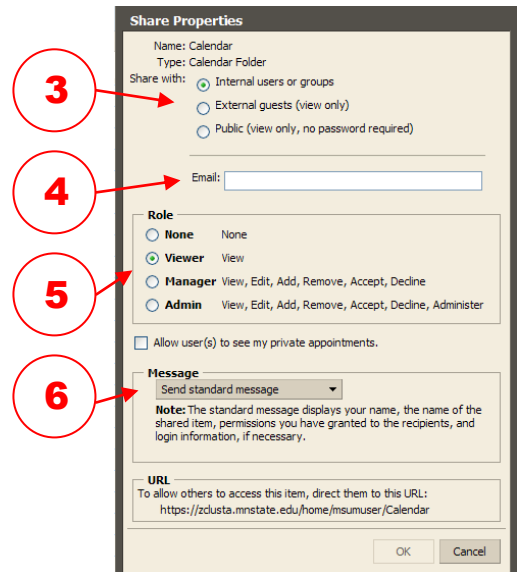 Share Properties
Name: Calendar
Type: Calendar Folder
Share with: Internal users or groups
3
External guests (view only)
Public (view only, no password required)
4
Email:
Role
None None
Viewer View
5
Manager View, Edit, Add, Remove, Accept, Decline
Admin View, Edit, Add, Remove, Accept, Decline, Administer
Allow user(s) to see my private appointments.
Message
6
Send standard message
Note: The standard message displays your name, the name of the
shared item, permissions you have granted to the recipients, and
login information, if necessary.
URL
To allow others to access this item, direct them to this URL:
https://zclusta.mnstate.edu/home/msumuser/Calendar
OK Cancel